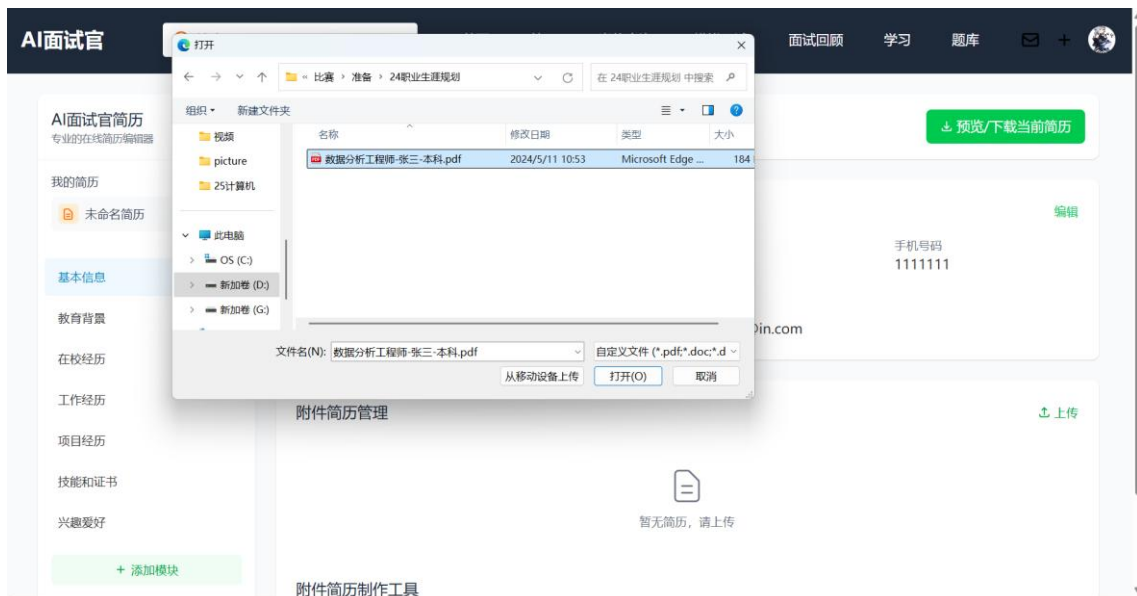 AI面试官
打开
面试回顾
学习
题库
« 比赛 › 准备 › 24职业生涯规划
在 24职业生涯规划 中搜索
组织
新建文件夹
视频
picture
25计算机
此电脑
OS (C:)
新加卷 (D:)
新加卷 (G:)
名称
修改日期
类型
大小
数据分析工程师-张三-本科.pdf
2024/5/11 10:53
Microsoft Edge ...
184
文件名(N):
数据分析工程师-张三-本科.pdf
自定义文件 (*.pdf;*.doc;*.d
从移动设备上传
打开(O)
取消
AI面试官简历
专业的在线简历编辑器
预览/下载当前简历
我的简历
未命名简历
编辑
手机号码
1111111
in.com
基本信息
教育背景
在校经历
工作经历
项目经历
技能和证书
兴趣爱好
+ 添加模块
附件简历管理
上传
暂无简历，请上传
附件简历制作工具